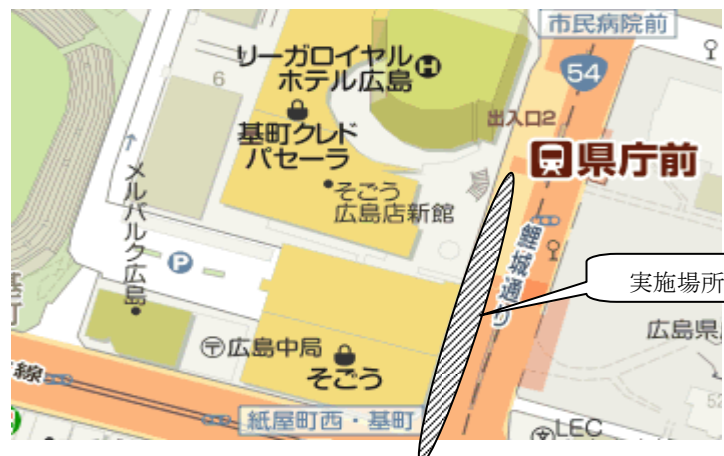 市民病院前
54
リーガロイヤル
ホテル広島
H
6
出入口2
基町クレド
パセーラ
県庁前
そごう
広島店新館
メルパルク広島
P
鯉城通り
実施場所
基町
広島県
広島中局
そごう
線
52
紙屋町西・基町
LEC